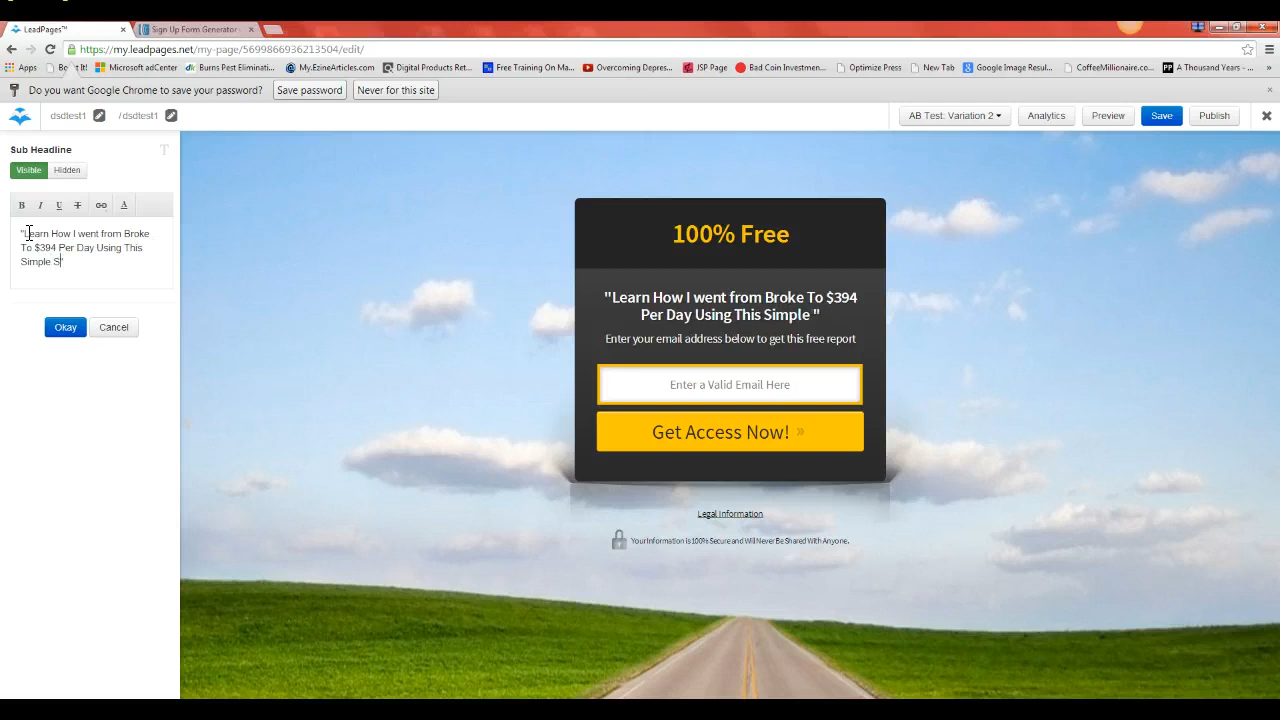 LeadPages™
Sign Up Form Generator
https://my.leadpages.net/my-page/5699866936213504/edit/
Apps
Microsoft adCenter
Burns Pest Eliminati...
My.EzineArticles.com
Digital Products Ret...
Free Training On Ma...
Overcoming Depres...
JSP Page
Bad Coin Investmen...
Optimize Press
New Tab
Google Image Resul...
CoffeeMillionaire.co...
A Thousand Years - ...
Do you want Google Chrome to save your password?
Save password
Never for this site
dsdtest1
/dsdtest1
AB Test: Variation 2
Analytics
Preview
Save
Publish
Sub Headline
Visible
Hidden
B I U T A
"Learn How I went from Broke
To $394 Per Day Using This
Simple S"
Okay
Cancel
100% Free
"Learn How I went from Broke To $394
Per Day Using This Simple "
Enter your email address below to get this free report
Enter a Valid Email Here
Get Access Now! »
Legal Information
Your Information is 100% Secure and Will Never Be Shared With Anyone.